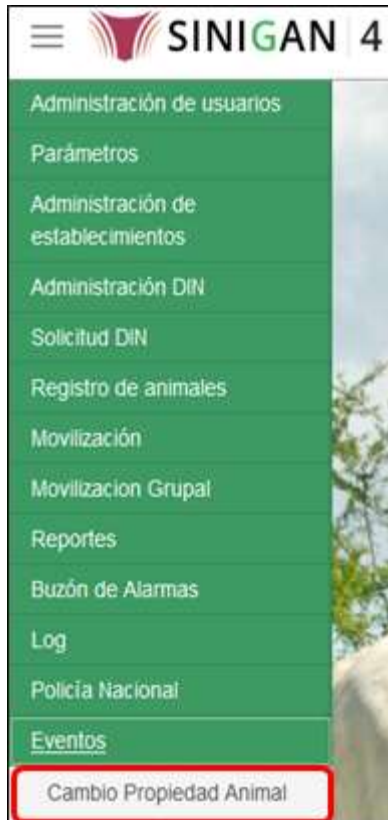 SINIGAN 4
Administración de usuarios
Parámetros
Administración de
establecimientos
Administración DIN
Solicitud DIN
Registro de animales
Movilización
Movilizacion Grupal
Reportes
Buzón de Alarmas
Log
Policía Nacional
Eventos
Cambio Propiedad Animal